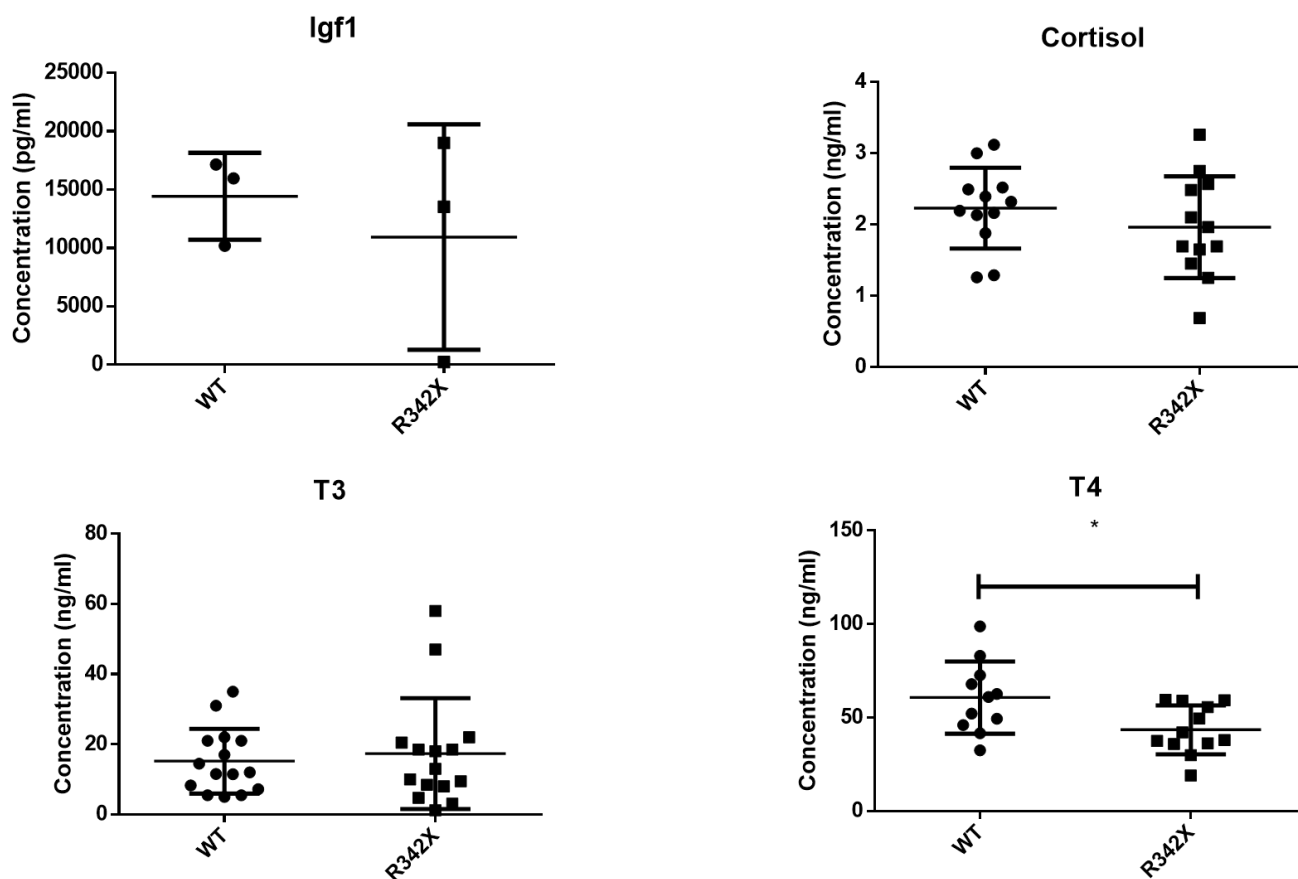 Igf1
Concentration (pg/ml)
25000
20000
15000
10000
5000
0
WT
R342X
Cortisol
Concentration (ng/ml)
4
3
2
1
0
WT
R342X
T3
Concentration (ng/ml)
80
60
40
20
0
WT
R342X
T4
*
Concentration (ng/ml)
150
100
50
0
WT
R342X